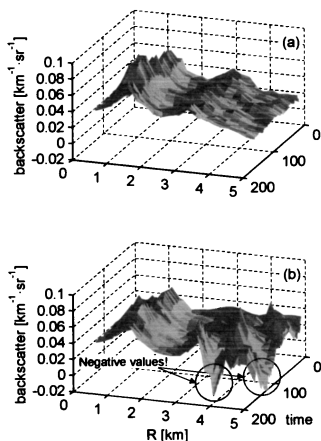 (a)
backscatter [km⁻¹·sr⁻¹]
0.1
0.08
0.06
0.04
0.02
0
-0.02
0 1 2 3 4 5
0
100
200
(b)
backscatter [km⁻¹·sr⁻¹]
0.1
0.08
0.06
0.04
0.02
0
-0.02
Negative values!
0 1 2 3 4 5
0
100
200
time
R [km]